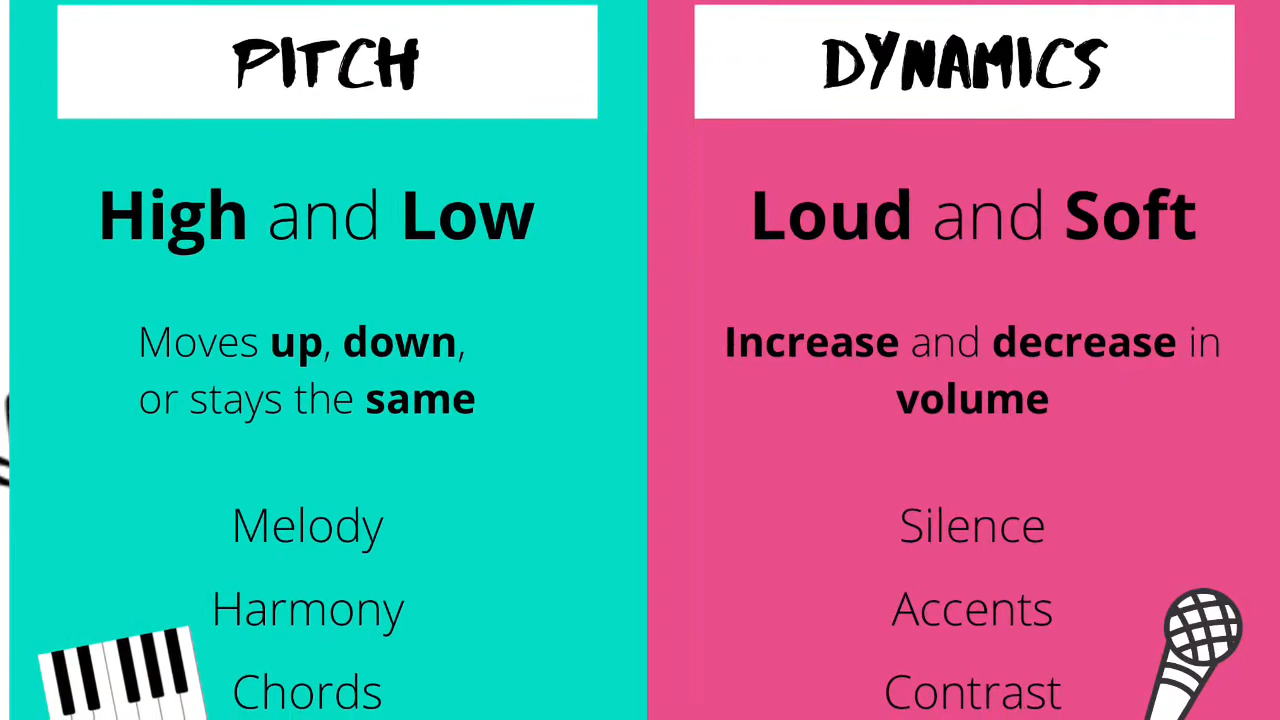 PITCH
High and Low
Moves up, down,
or stays the same
Melody
Harmony
Chords
DYNAMICS
Loud and Soft
Increase and decrease in
volume
Silence
Accents
Contrast